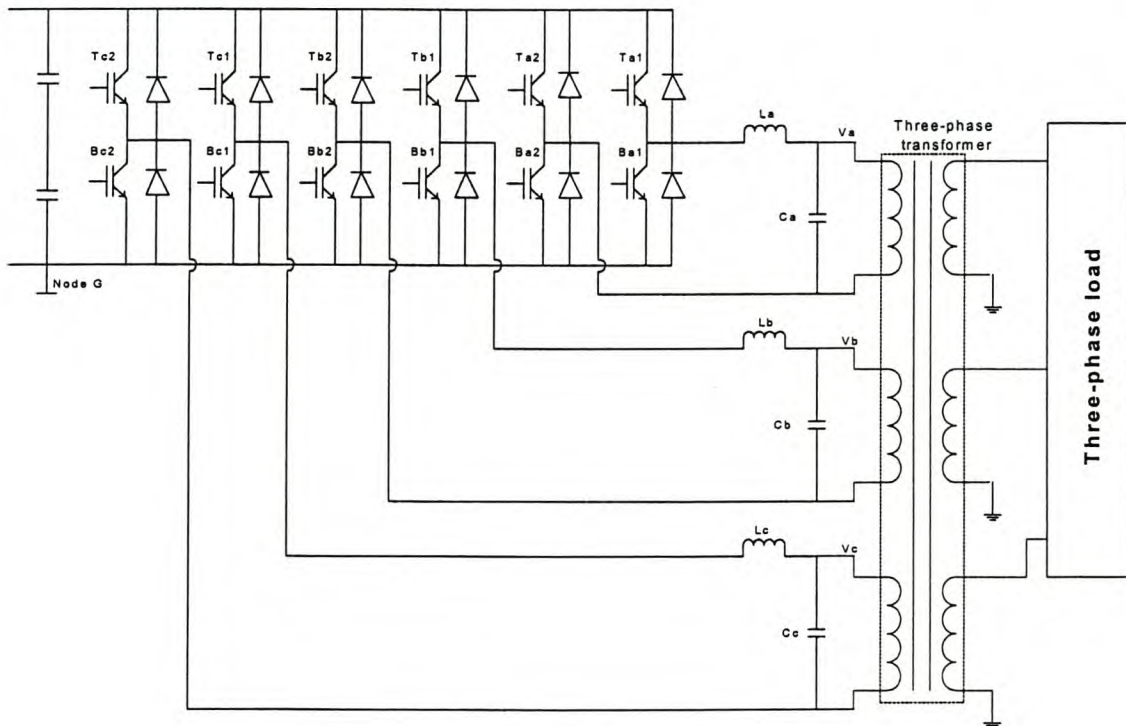 Tc2
Tc1
Tb2
Tb1
Ta2
Ta1
Bc2
Bc1
Bb2
Bb1
Ba2
Ba1
La
Va
Three-phase
transformer
Ca
Node G
Lb
Vb
Cb
Lc
Vc
Cc
Three-phase load